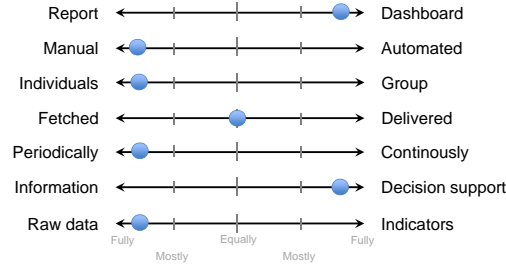 Report Dashboard
Manual Automated
Individuals Group
Fetched Delivered
Periodically Continously
Information Decision support
Raw data Indicators
Fully Equally Fully
Mostly Mostly